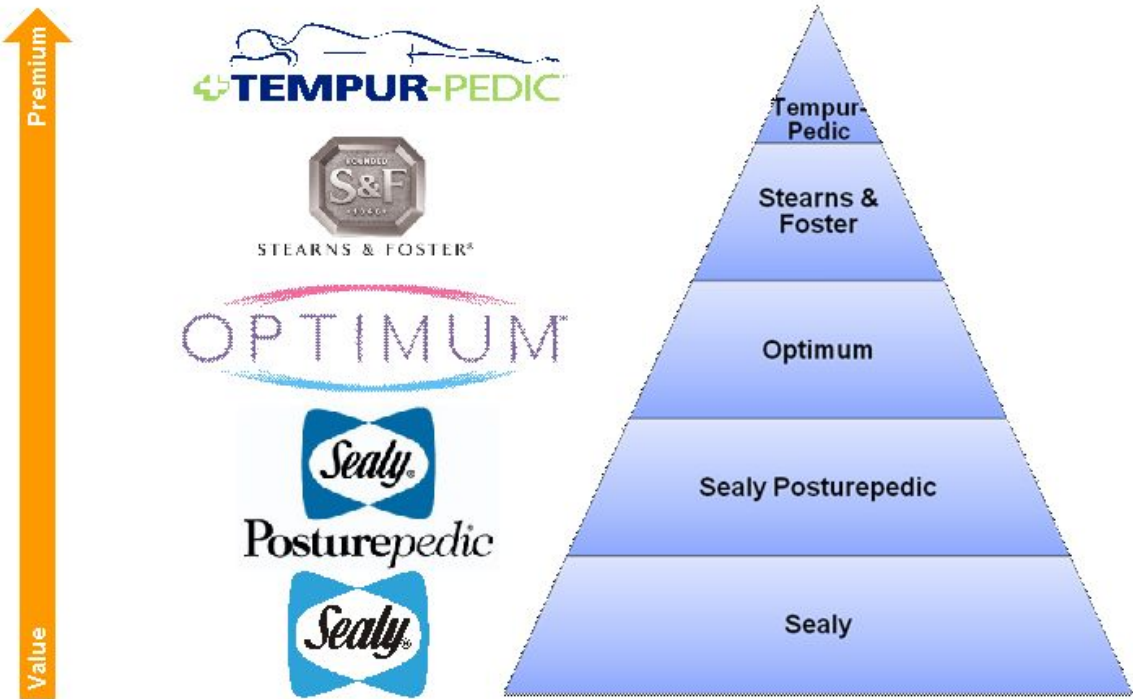 Premium
TEMPUR-PEDIC
FOUNDED
S&F
1846
STEARNS & FOSTER®
OPTIMUM™
Sealy®
Posturepedic
Sealy®
Value
Tempur-
Pedic
Stearns &
Foster
Optimum
Sealy Posturepedic
Sealy